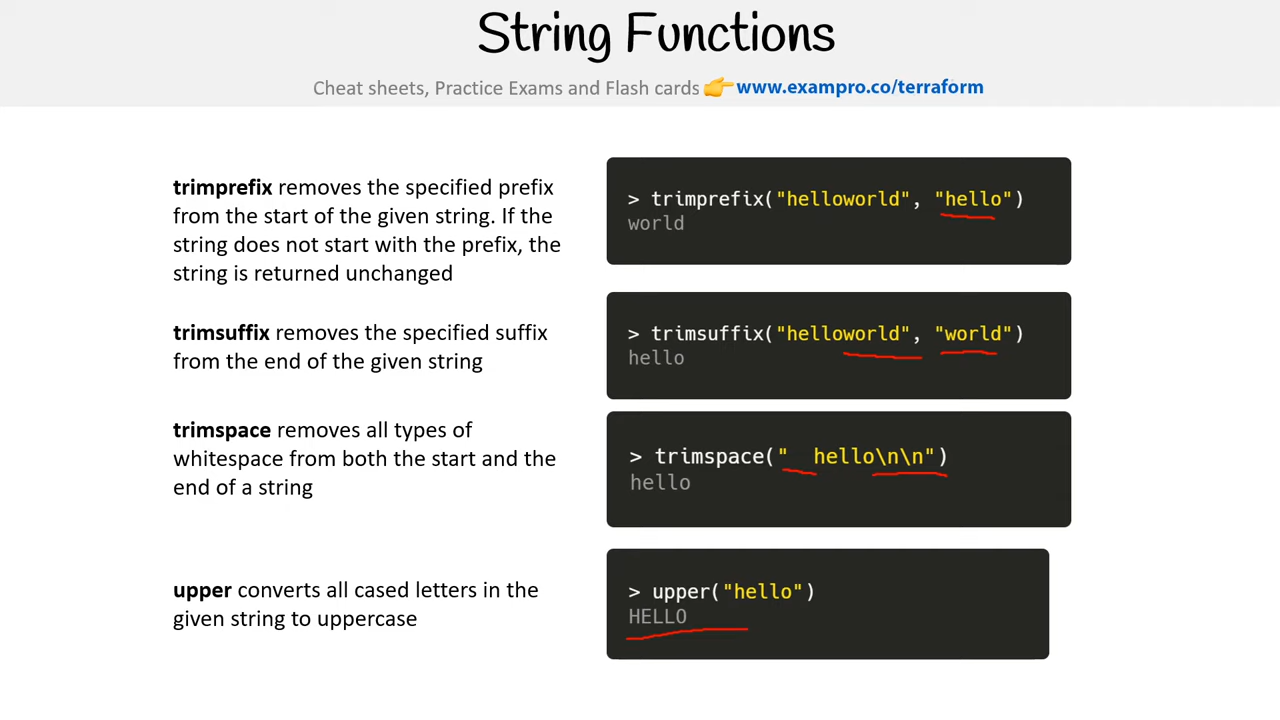 String Functions
Cheat sheets, Practice Exams and Flash cards 👉 www.exampro.co/terraform
trimprefix removes the specified prefix
from the start of the given string. If the
string does not start with the prefix, the
string is returned unchanged
> trimprefix("helloworld", "hello")
world
trimsuffix removes the specified suffix
from the end of the given string
> trimsuffix("helloworld", "world")
hello
trimspace removes all types of
whitespace from both the start and the
end of a string
> trimspace("  hello\n\n")
hello
upper converts all cased letters in the
given string to uppercase
> upper("hello")
HELLO